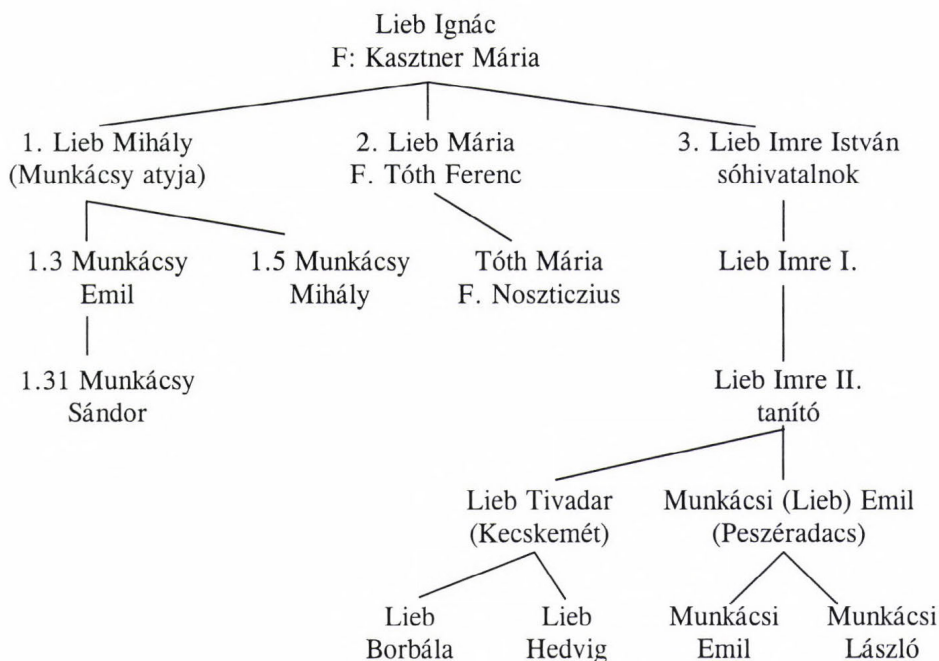 Lieb Ignác
F: Kasztner Mária
1. Lieb Mihály
(Munkácsy atyja)
2. Lieb Mária
F. Tóth Ferenc
3. Lieb Imre István
sóhivatalnok
1.3 Munkácsy
Emil
1.5 Munkácsy
Mihály
Tóth Mária
F. Noszticzius
Lieb Imre I.
1.31 Munkácsy
Sándor
Lieb Imre II.
tanító
Lieb Tivadar
(Kecskemét)
Munkácsi (Lieb) Emil
(Peszéradacs)
Lieb
Borbála
Lieb
Hedvig
Munkácsi
Emil
Munkácsi
László